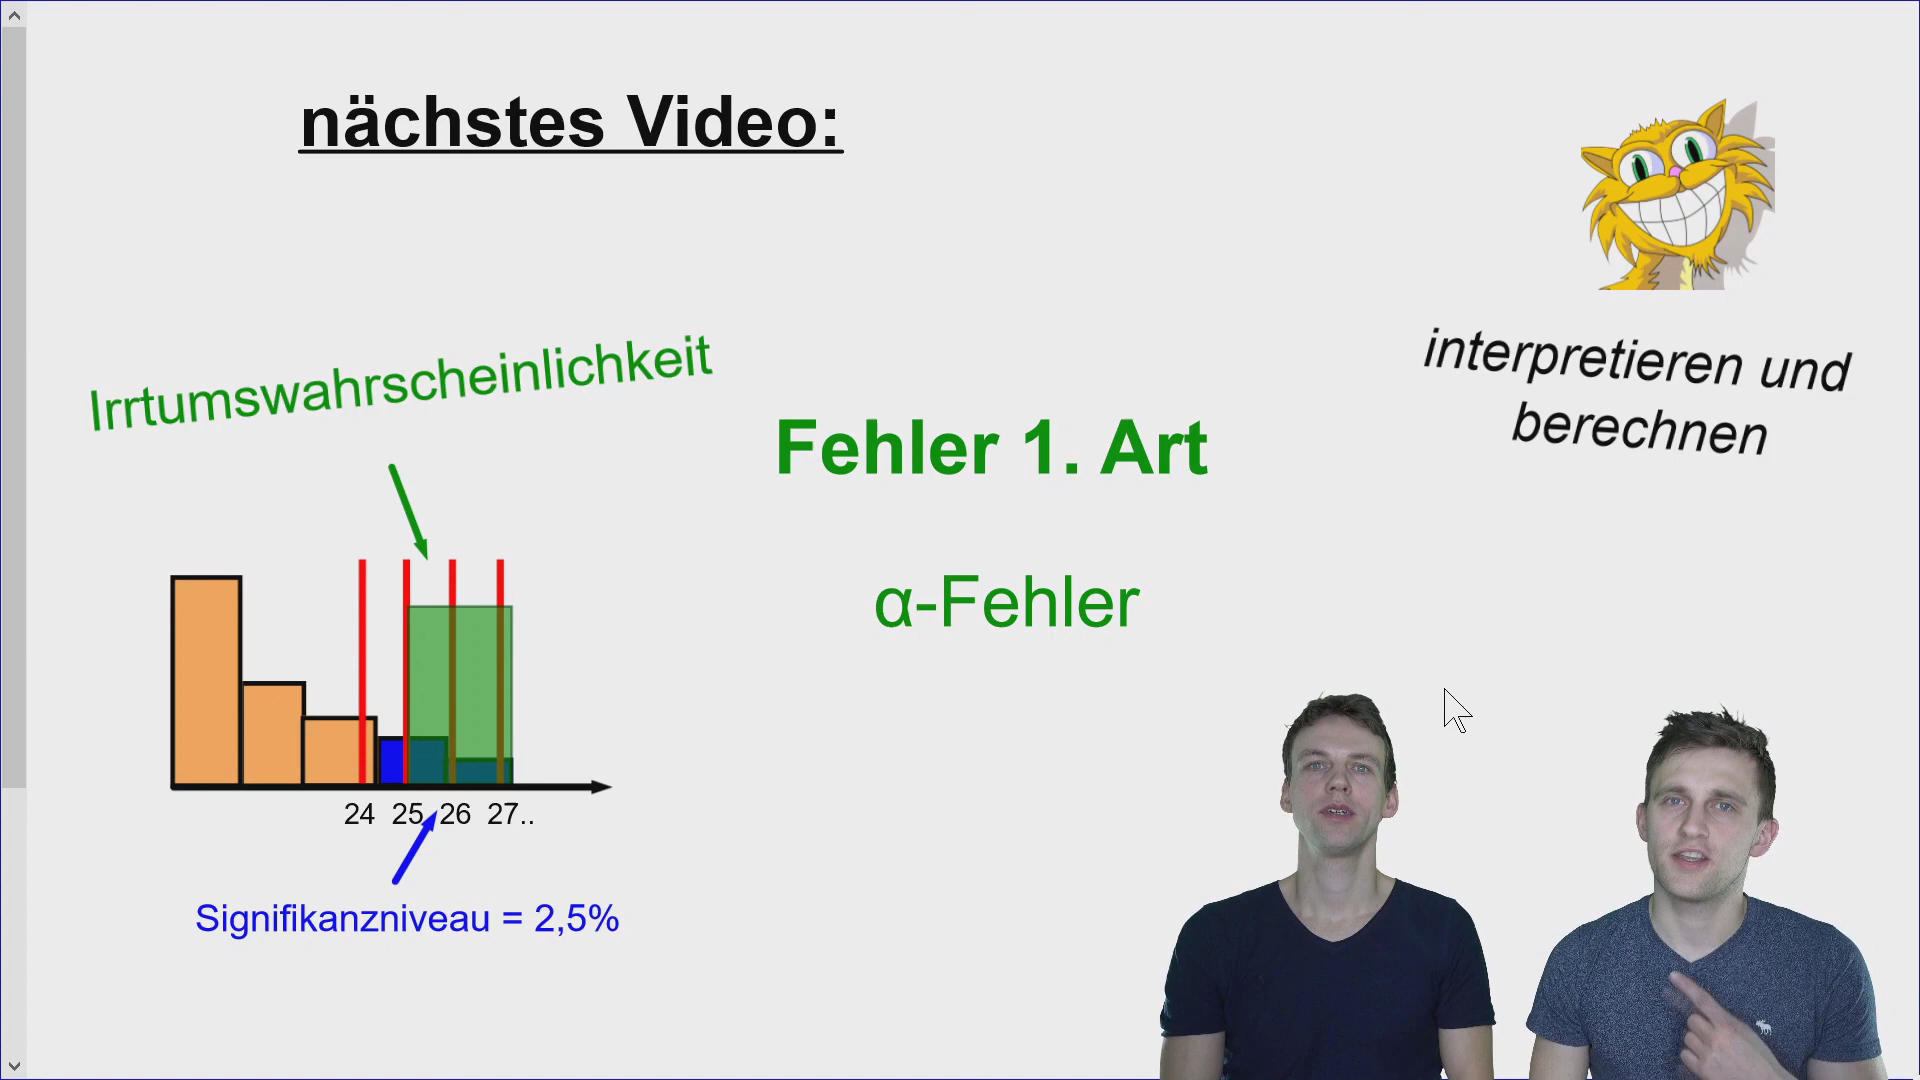 nächstes Video:
Irrtumswahrscheinlichkeit
interpretieren und
berechnen
Fehler 1. Art
α-Fehler
24 25 26 27..
Signifikanzniveau = 2,5%